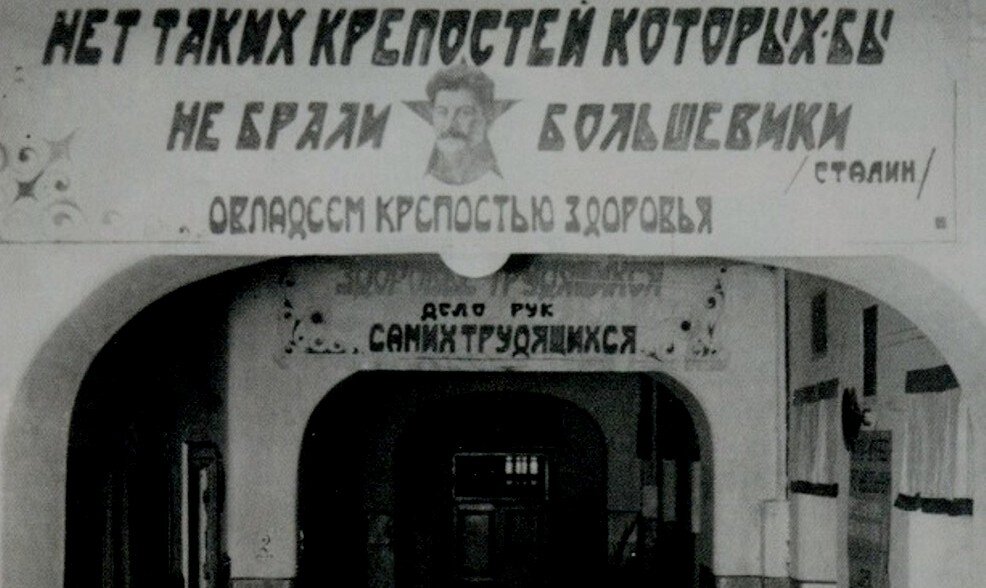 НЕТ ТАКИХ КРЕПОСТЕЙ КОТОРЫХ-БЫ
НЕ БРАЛИ БОЛЬШЕВИКИ
/СТАЛИН/
ОВЛАДЕЕМ КРЕПОСТЬЮ ЗДОРОВЬЯ
ЗДОРОВЬЕ ТРУДЯЩИХСЯ
ДЕЛО РУК
САМИХ ТРУДЯЩИХСЯ